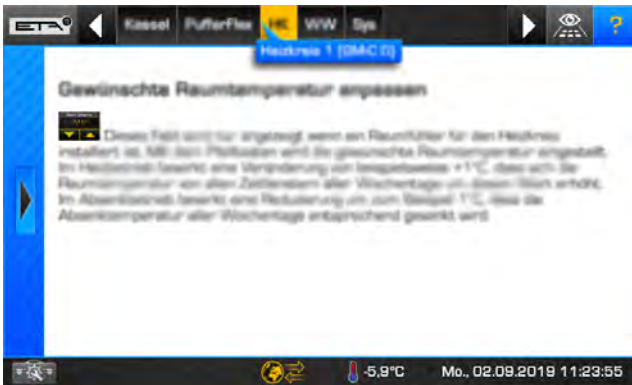 ETA
Kessel PufferFlex HK WW Sys ?
Heizkreis 1 (GM-C 0)
Gewünschte Raumtemperatur anpassen
Dieses Feld wird nur angezeigt wenn ein Raumfühler für den Heizkreis
installiert ist. Mit den Pfeiltasten wird die gewünschte Raumtemperatur eingestellt.
Im Heizbetrieb bewirkt eine Veränderung von beispielsweise +1°C, dass sich die
Raumtemperatur von allen Zeitfenstern aller Wochentage um diesen Wert erhöht.
Im Absenkbetrieb bewirkt eine Reduzierung um zum Beispiel 1°C, dass die
Absenktemperatur aller Wochentage entsprechend gesenkt wird.
-5,9°C Mo., 02.09.2019 11:23:55